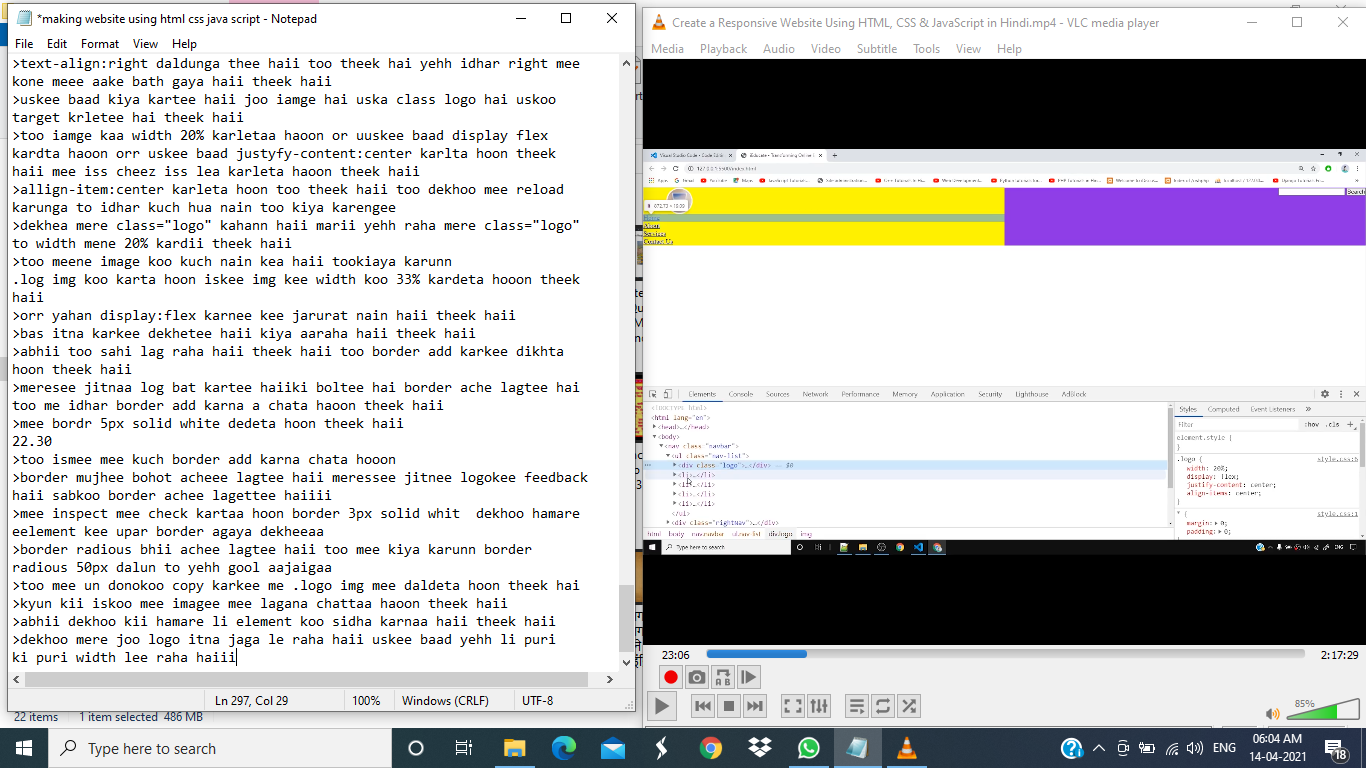 *making website using html css java script - Notepad
File Edit Format View Help
>text-align:right daldunga thee haii too theek hai yehh idhar right mee
kone meee aake bath gaya haii theek haii
>uskee baad kiya kartee haii joo iamge hai uska class logo hai uskoo
target krletee hai theek haii
>too iamge kaa width 20% karletaa haoon or uuskee baad display flex
kardta haoon orr uskee baad justyfy-content:center karlta hoon theek
haii mee iss cheez iss lea karleta haoon theek haii
>allign-item:center karleta hoon too theek haii too dekho mee reload
karunga to idhar kuch hua nain too kiya karengee
>dekhea mere class="logo" kahann haii marii yehh raha mere class="logo"
to width mene 20% kardii theek haii
>too meene image koo kuch nain kea haii tookiaya karunn
.log img koo karta hoon iskee img kee width koo 33% kardeta hooon theek
haii
>orr yahan display:flex karnee kee jarurat nain haii theek haii
>bas itna karkee dekhetee haii kiya aaraha haii theek haii
>abhii too sahi lag raha haii theek haii too border add karkee dikhta
hoon theek haii
>meresee jitnaa log bat kartee haiiki boltee hai border ache lagtee hai
too me idhar border add karna a chata haoon theek haii
>mee bordr 5px solid white dedeta hoon theek haii
22.30
>too ismee mee kuch border add karna chata hooon
>border mujhee bohot acheee lagtee haii meressee jitnee logokee feedback
haii sabkoo border achee lagettee haiiii
>mee inspect mee check kartaa hoon border 3px solid whit  dekhoo hamare
eelement kee upar border agaya dekheeaa
>border radious bhii achee lagtee haii too mee kiya karunn border
radious 50px dalun to yehh gool aajaigaa
>too mee un donokoo copy karkee me .logo img mee daldeta hoon theek hai
>kyun kii iskoo mee imagee mee lagana chattaa haoon theek haii
>abhii dekhoo kii hamare li element koo sidha karnaa haii theek haii
>dekhoo mere joo logo itna jaga le raha haii uskee baad yehh li puri
ki puri width lee raha haiii
Ln 297, Col 29 100% Windows (CRLF) UTF-8
22 items 1 item selected 486 MB
Create a Responsive Website Using HTML, CSS & JavaScript in Hindi.mp4 - VLC media player
Media Playback Audio Video Subtitle Tools View Help
127.0.0.1:5500/index.html
Search
Home
About
Services
Contact Us
Elements Console Sources Network Performance Memory Application Security Lighthouse AdBlock
<!DOCTYPE html>
<html lang="en">
<head>…</head>
<body>
<nav class="navbar">
<ul class="nav-list">
<div class="logo">…</div> == $0
<li>…</li>
<li>…</li>
<li>…</li>
<li>…</li>
</ul>
<div class="rightNav">…</div>
html body nav.navbar ul.nav-list div.logo img
Styles Computed Event Listeners
Filter :hov .cls +
element.style {
}
.logo { style.css:6
width: 20%;
display: flex;
justify-content: center;
align-items: center;
}
* { style.css:1
margin: 0;
padding: 0;
Type here to search
ENG
23:06 2:17:29
85%
Type here to search
ENG
06:04 AM
14-04-2021
18